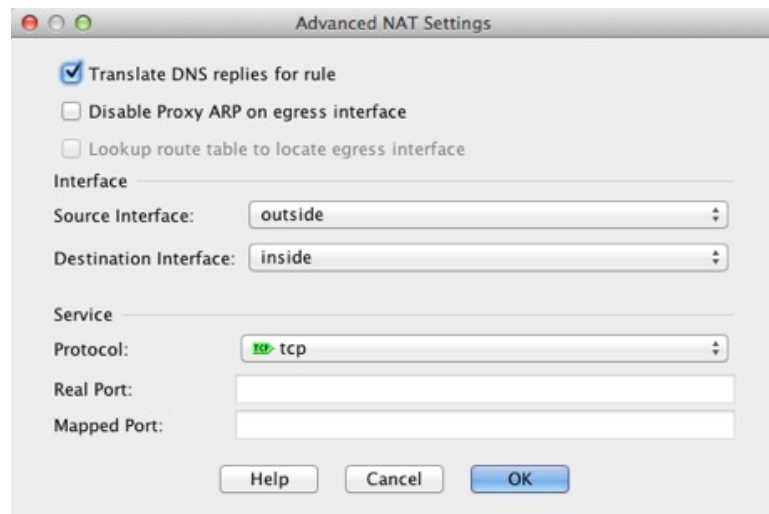 Advanced NAT Settings
Translate DNS replies for rule
Disable Proxy ARP on egress interface
Lookup route table to locate egress interface
Interface
Source Interface: outside
Destination Interface: inside
Service
Protocol: TCP tcp
Real Port:
Mapped Port:
Help Cancel OK